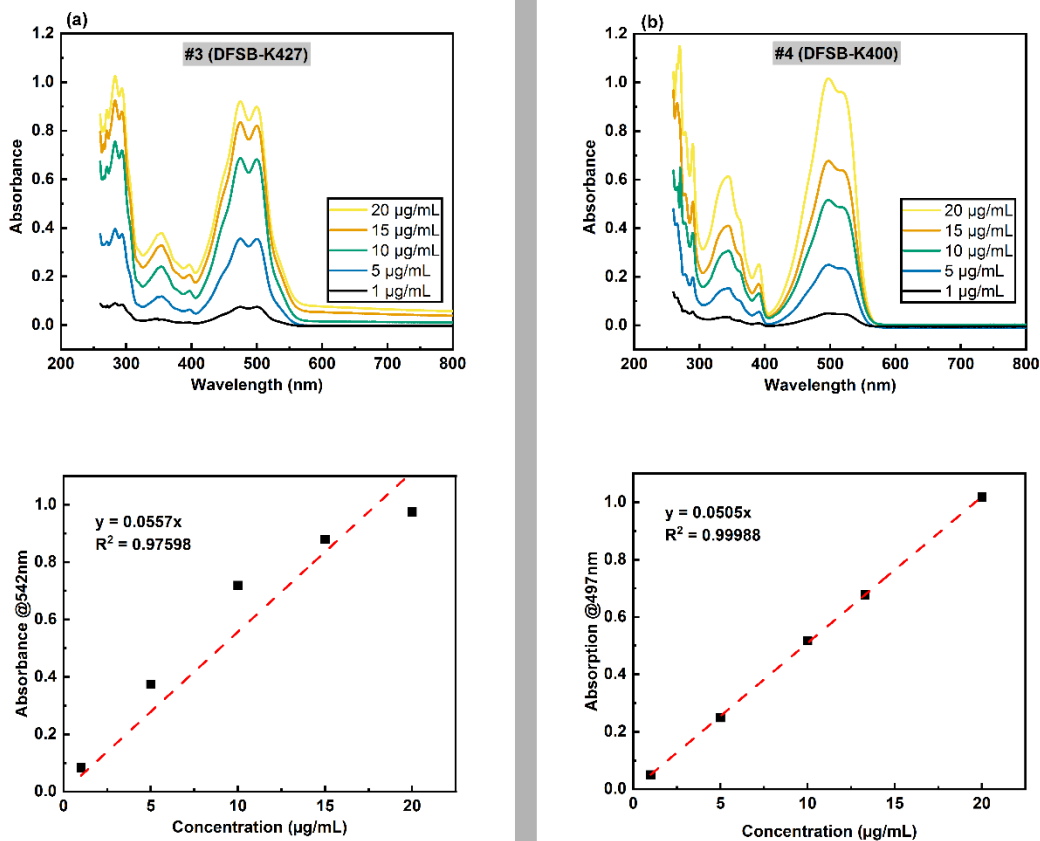 (a)
#3 (DFSB-K427)
1.2
1.0
0.8
0.6
0.4
0.2
0.0
Absorbance
20 µg/mL
15 µg/mL
10 µg/mL
5 µg/mL
1 µg/mL
200 300 400 500 600 700 800
Wavelength (nm)
(b)
#4 (DFSB-K400)
1.2
1.0
0.8
0.6
0.4
0.2
0.0
Absorbance
20 µg/mL
15 µg/mL
10 µg/mL
5 µg/mL
1 µg/mL
200 300 400 500 600 700 800
Wavelength (nm)
y = 0.0557x
R² = 0.97598
1.0
0.8
0.6
0.4
0.2
0.0
Absorbance @542nm
0 5 10 15 20
Concentration (µg/mL)
y = 0.0505x
R² = 0.99988
1.0
0.8
0.6
0.4
0.2
0.0
Absorption @497nm
0 5 10 15 20
Concentration (µg/mL)